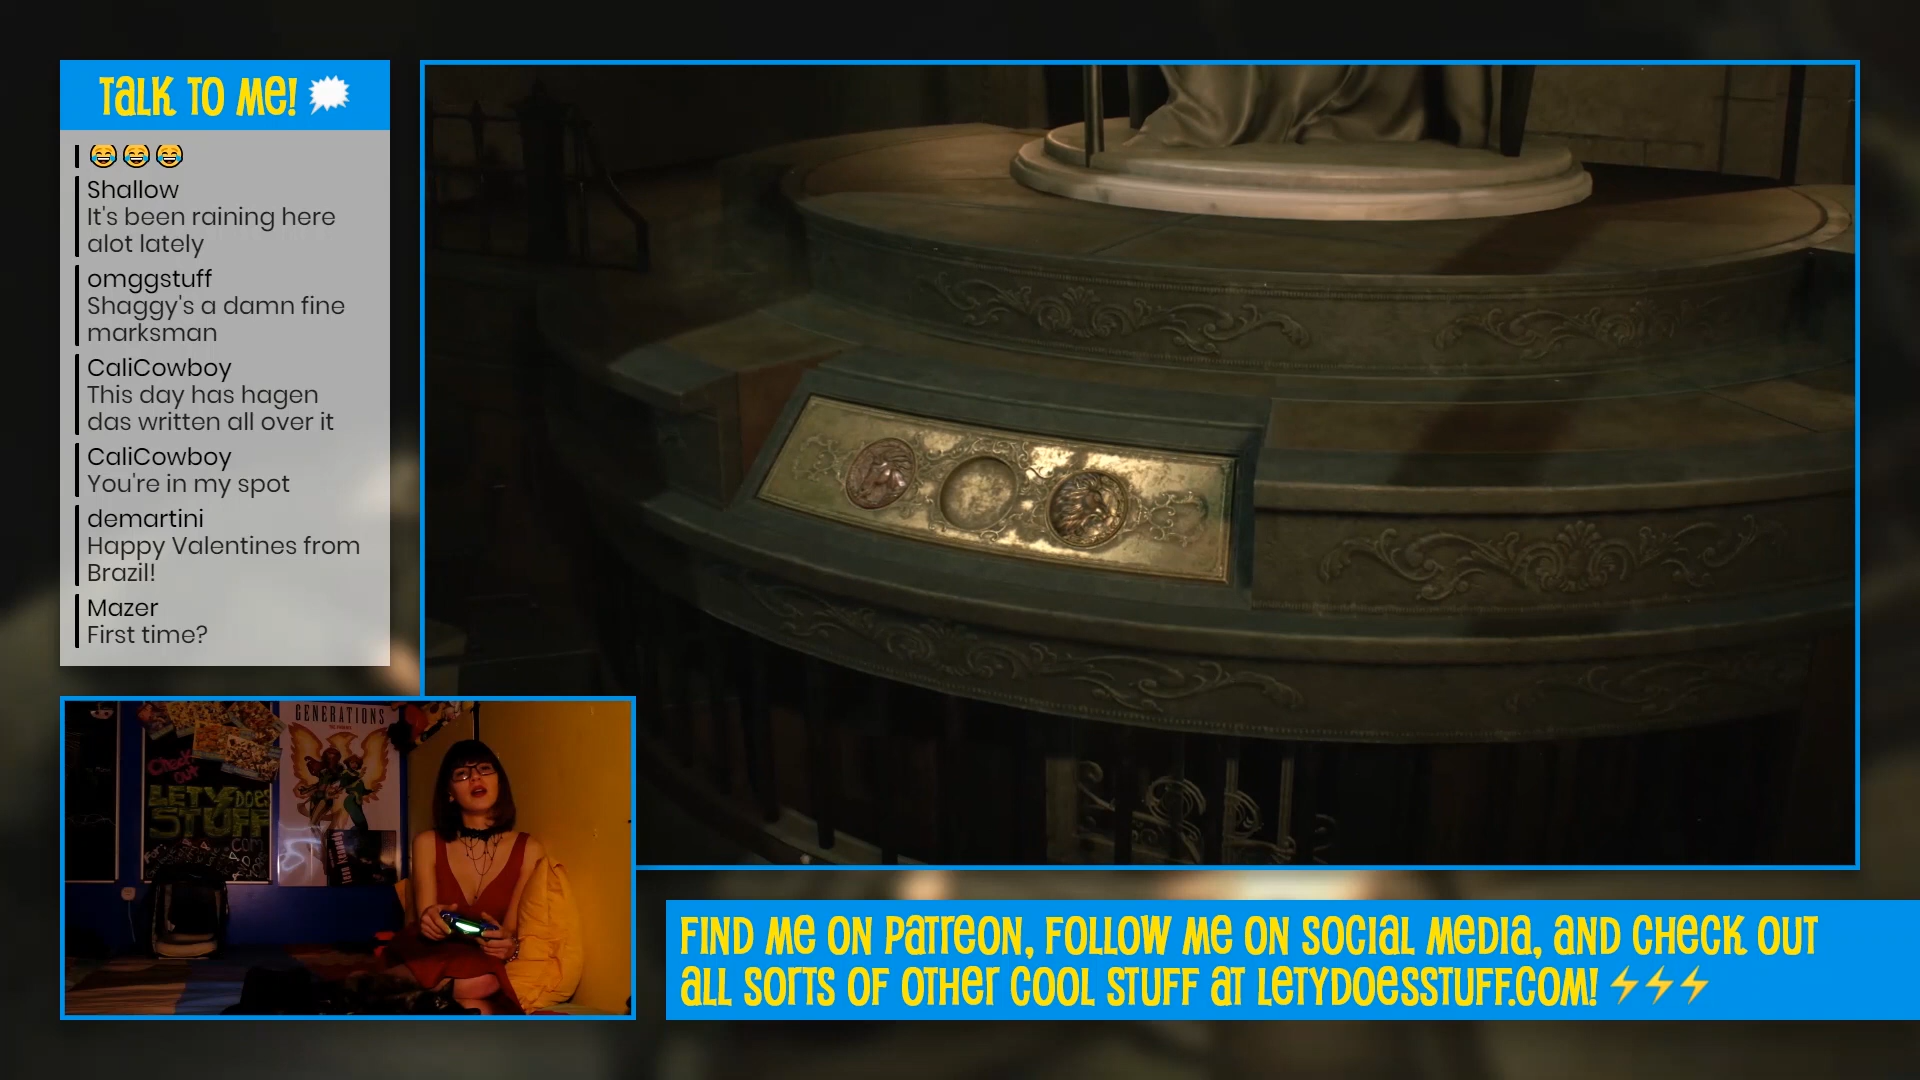 TALK TO ME!
Shallow
It's been raining here
alot lately
omggstuff
Shaggy's a damn fine
marksman
CaliCowboy
This day has hagen
das written all over it
CaliCowboy
You're in my spot
demartini
Happy Valentines from
Brazil!
Mazer
First time?
GENERATIONS
Check
out
LETY DOES
STUFF
.COM
FIND ME ON PATREON, FOLLOW ME ON SOCIAL MEDIA, AND CHECK OUT
ALL SORTS OF OTHER COOL STUFF AT LETYDOESSTUFF.COM!